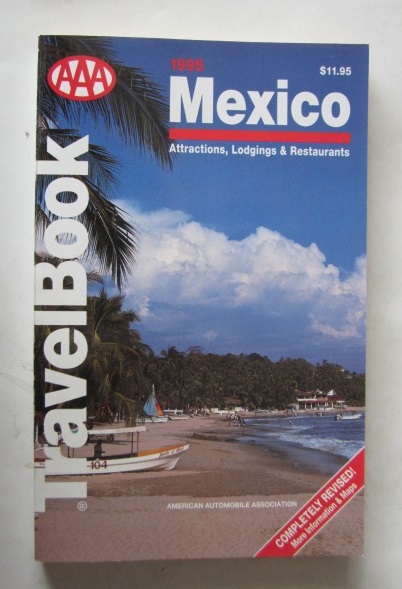 AAA
1995
$11.95
Mexico
Attractions, Lodgings & Restaurants
TravelBook
104
AMERICAN AUTOMOBILE ASSOCIATION
COMPLETELY REVISED!
More Information & Maps